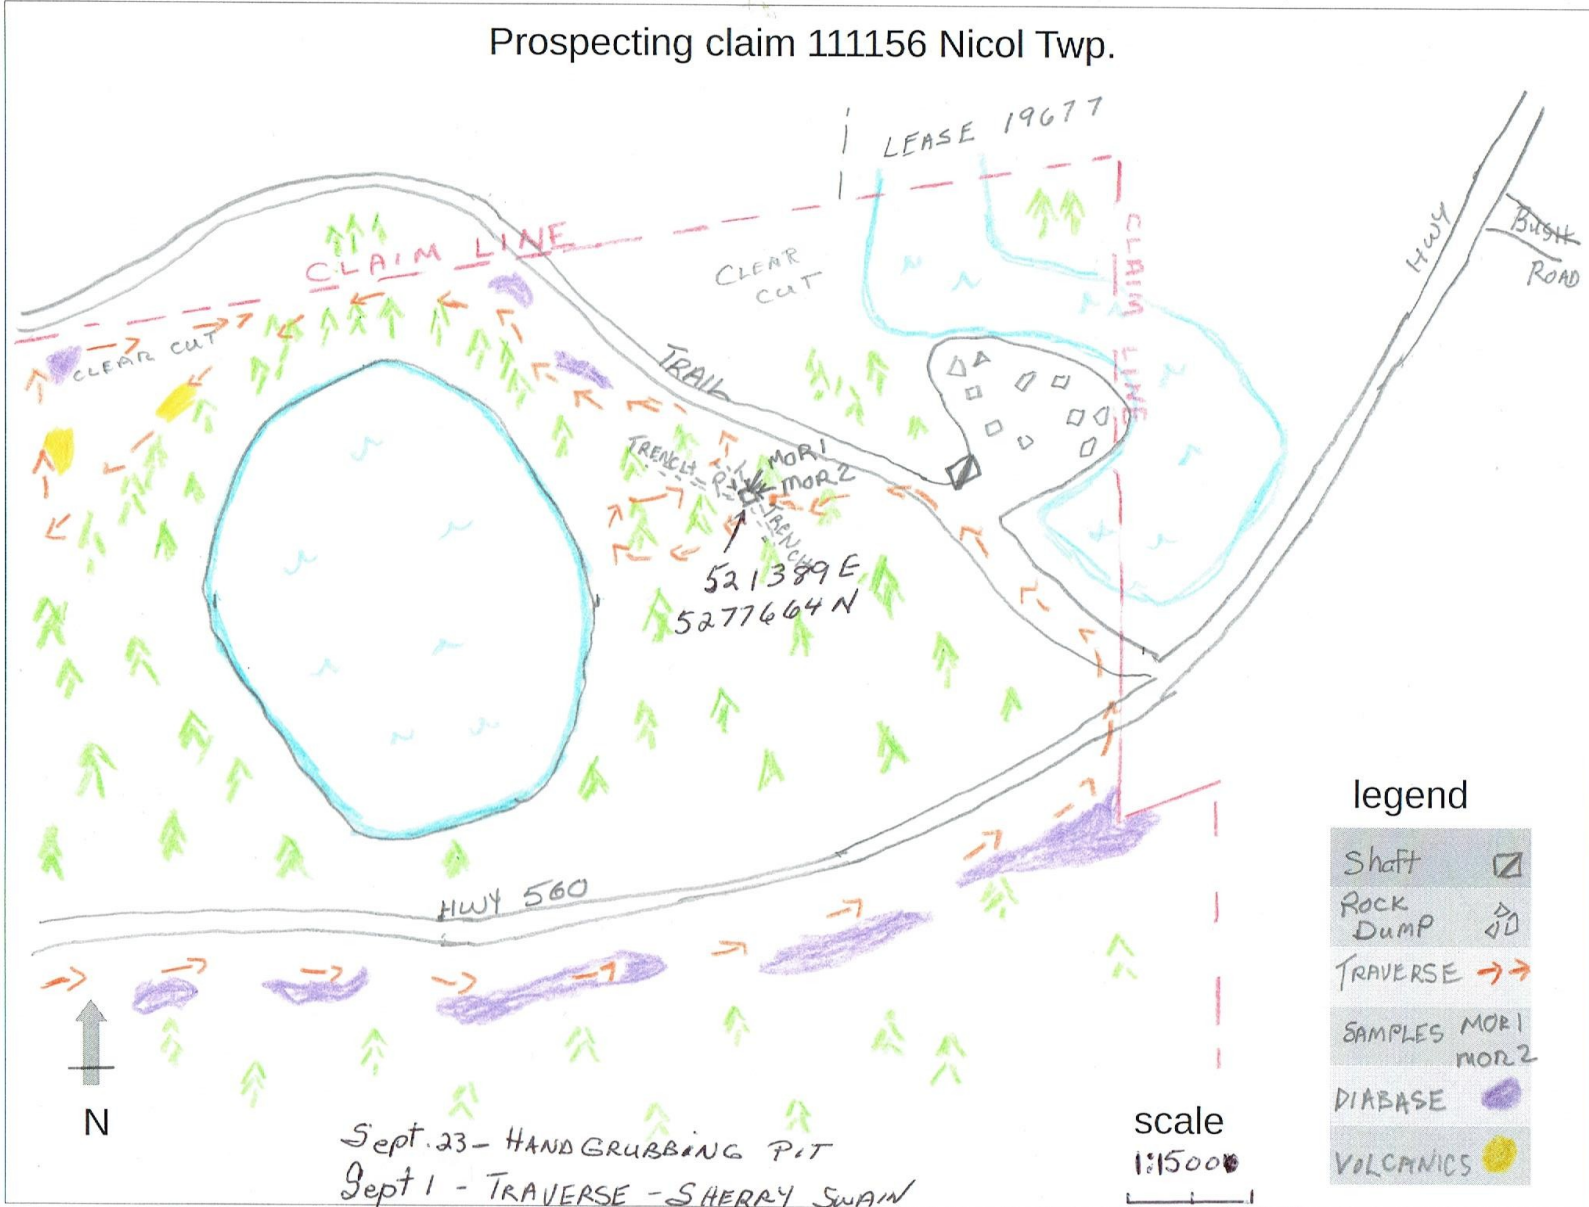 Prospecting claim 111156 Nicol Twp.
LEASE 19677
CLAIM LINE
CLEAR CUT
CLAIM LINE
HWY
BUSH ROAD
CLEAR CUT
TRAIL
TRENCH
MOR1
MOR2
TRENCH
521389E
5277664N
HWY 560
legend
Shaft
ROCK DUMP
TRAVERSE
SAMPLES MOR1
MOR2
DIABASE
VOLCANICS
N
scale
Sept. 23 - HAND GRUBBING PIT
Sept 1 - TRAVERSE - SHERRY SWAIN